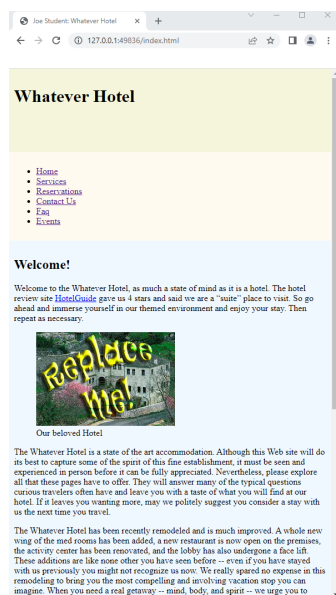 Joe Student: Whatever Hotel
127.0.0.1:49836/index.html
Whatever Hotel
Home
Services
Reservations
Contact Us
Faq
Events
Welcome!
Welcome to the Whatever Hotel, as much a state of mind as it is a hotel. The hotel
review site HotelGuide gave us 4 stars and said we are a “suite” place to visit. So go
ahead and immerse yourself in our themed environment and enjoy your stay. Then
repeat as necessary.
Replace
Me!
Our beloved Hotel
The Whatever Hotel is a state of the art accommodation. Although this Web site will do
its best to capture some of the spirit of this fine establishment, it must be seen and
experienced in person before it can be fully appreciated. Nevertheless, please explore
all that these pages have to offer. They will answer many of the typical questions
curious travelers often have and leave you with a taste of what you will find at our
hotel. If it leaves you wanting more, may we politely suggest you consider a stay with
us the next time you travel.
The Whatever Hotel has been recently remodeled and is much improved. A whole new
wing of the med rooms has been added, a new restaurant is now open on the premises,
the activity center has been renovated, and the lobby has also undergone a face lift.
These additions are like none other you have seen before -- even if you have stayed
with us previously you might not recognize us now. We really spared no expense in this
remodeling to bring you the most compelling and involving vacation stop you can
imagine. When you need a real getaway -- mind, body, and spirit -- we urge you to